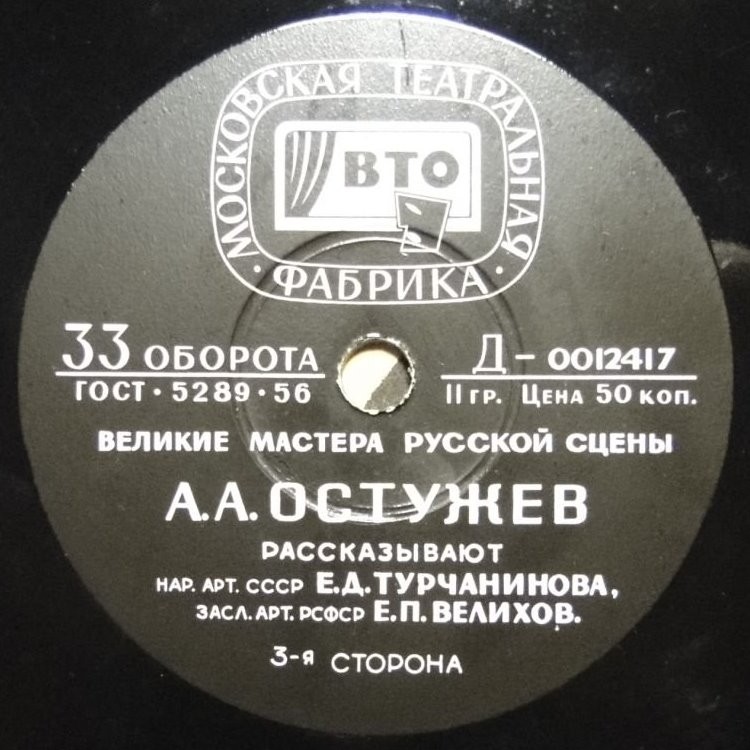 МОСКОВСКАЯ ТЕАТРАЛЬНАЯ
ВТО
· ФАБРИКА ·
33 ОБОРОТА
ГОСТ · 5289 · 56
Д - 0012417
II ГР. ЦЕНА 50 КОП.
ВЕЛИКИЕ МАСТЕРА РУССКОЙ СЦЕНЫ
А.А. ОСТУЖЕВ
РАССКАЗЫВАЮТ
НАР. АРТ. СССР Е.Д. ТУРЧАНИНОВА,
ЗАСЛ. АРТ. РСФСР Е.П. ВЕЛИХОВ.
3-Я СТОРОНА